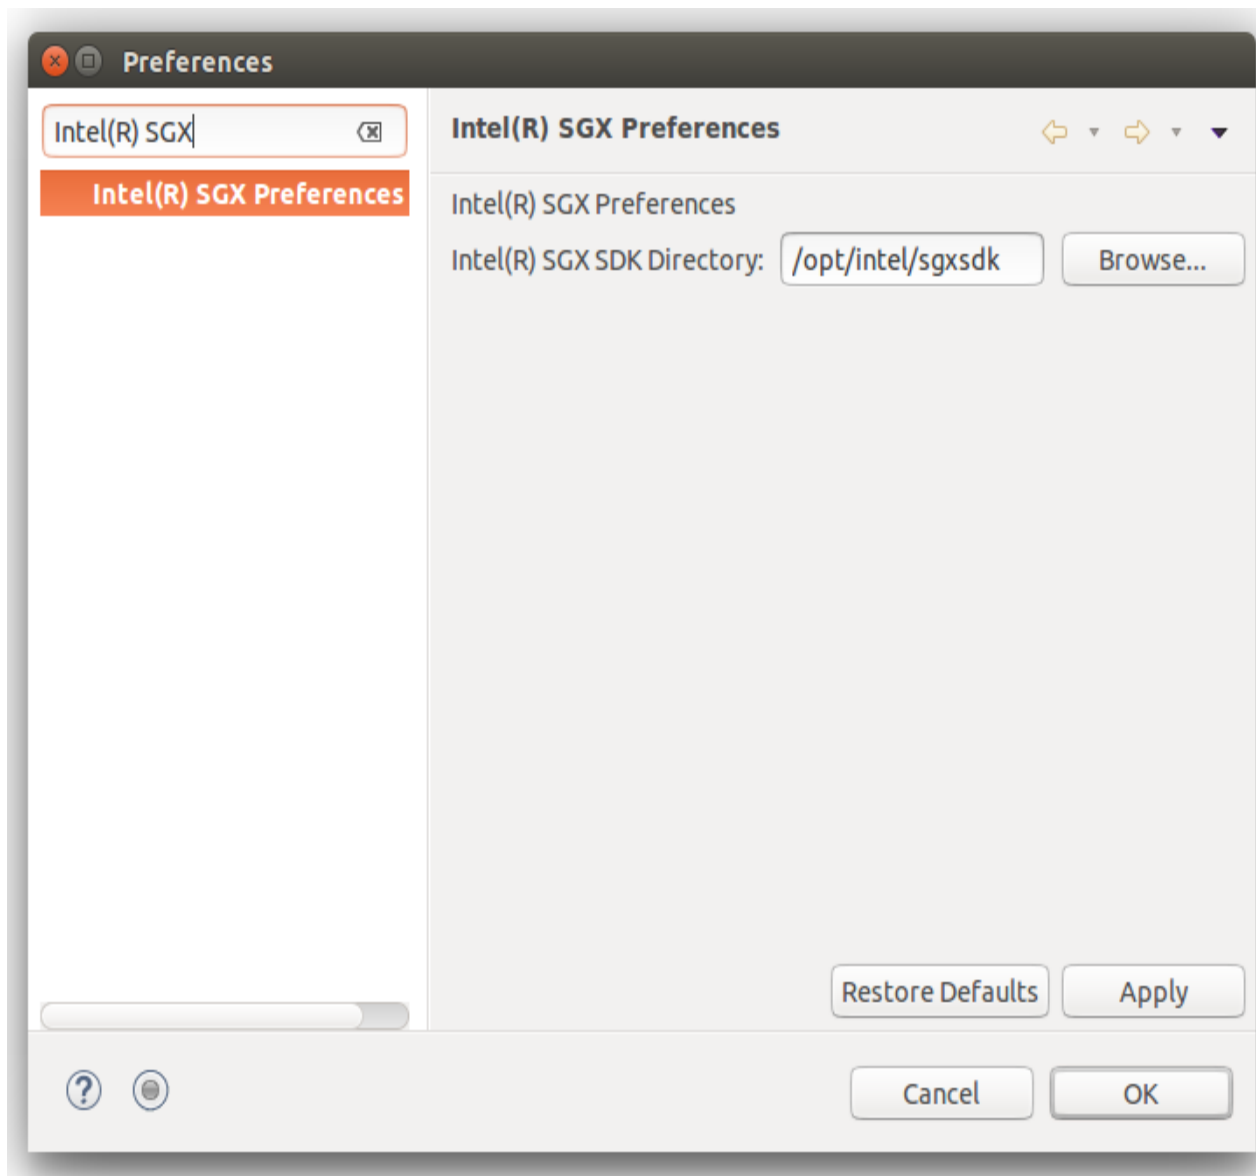 Preferences
Intel(R) SGX
Intel(R) SGX Preferences
Intel(R) SGX Preferences
Intel(R) SGX Preferences
Intel(R) SGX SDK Directory: /opt/intel/sgxsdk Browse...
Restore Defaults Apply
Cancel OK